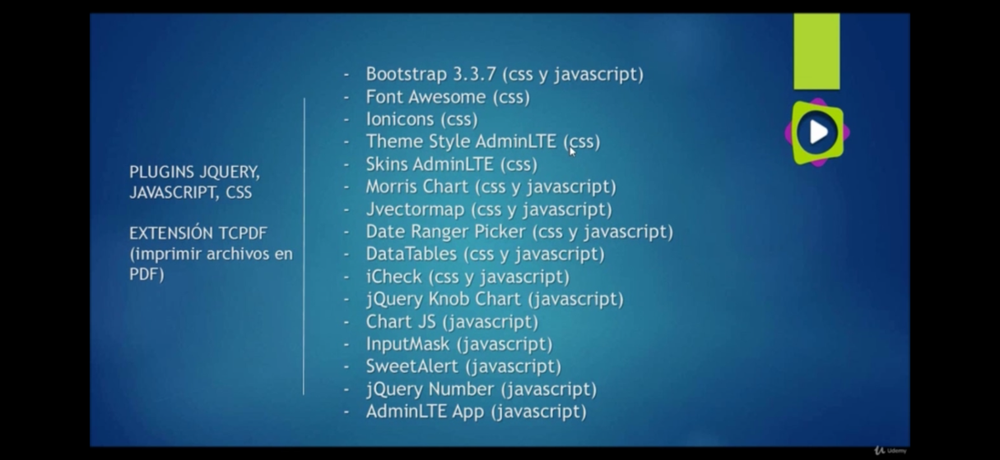 PLUGINS JQUERY,
JAVASCRIPT, CSS
EXTENSIÓN TCPDF
(imprimir archivos en
PDF)
- Bootstrap 3.3.7 (css y javascript)
- Font Awesome (css)
- Ionicons (css)
- Theme Style AdminLTE (css)
- Skins AdminLTE (css)
- Morris Chart (css y javascript)
- Jvectormap (css y javascript)
- Date Ranger Picker (css y javascript)
- DataTables (css y javascript)
- iCheck (css y javascript)
- jQuery Knob Chart (javascript)
- Chart JS (javascript)
- InputMask (javascript)
- SweetAlert (javascript)
- jQuery Number (javascript)
- AdminLTE App (javascript)
Udemy